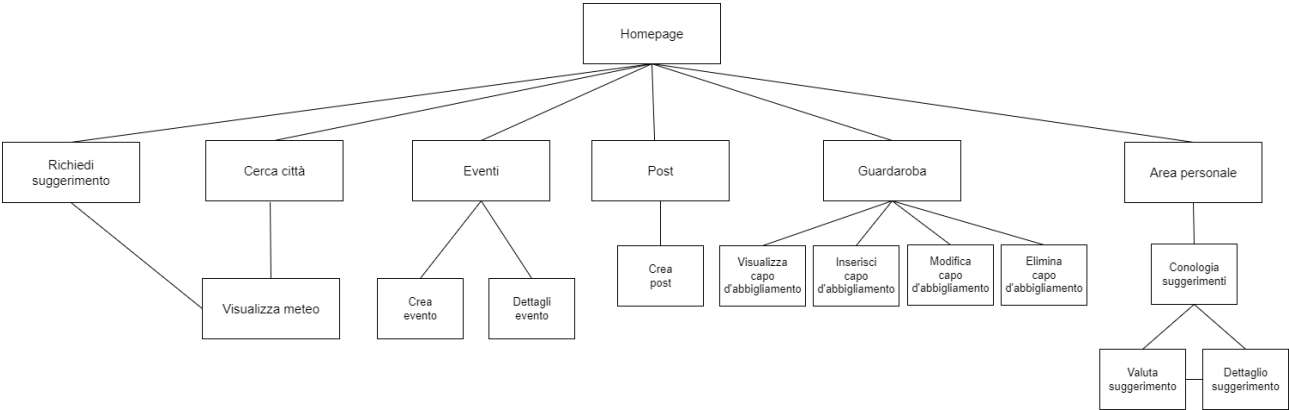 Homepage
Richiedi
suggerimento
Cerca città
Eventi
Post
Guardaroba
Area personale
Visualizza meteo
Crea
evento
Dettagli
evento
Crea
post
Visualizza
capo
d'abbigliamento
Inserisci
capo
d'abbigliamento
Modifica
capo
d'abbigliamento
Elimina
capo
d'abbigliamento
Conologia
suggerimenti
Valuta
suggerimento
Dettaglio
suggerimento